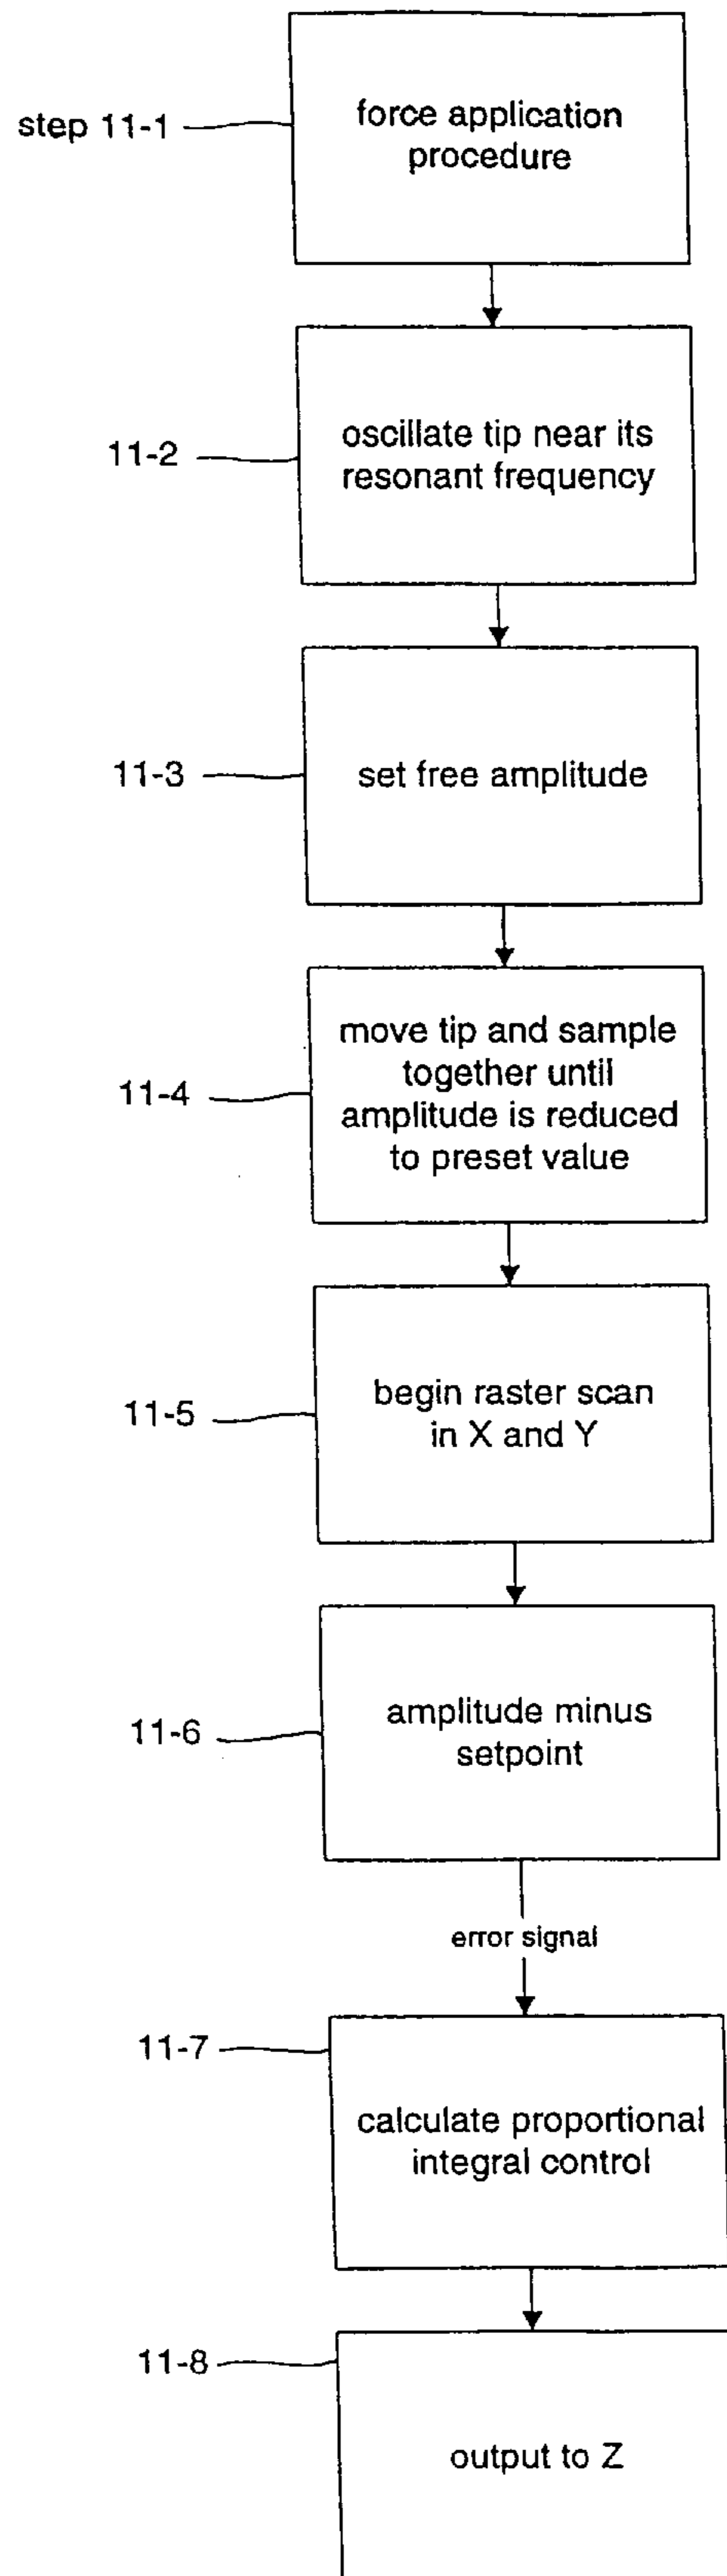 step 11-1
force application
procedure
11-2
oscillate tip near its
resonant frequency
11-3
set free amplitude
11-4
move tip and sample
together until
amplitude is reduced
to preset value
11-5
begin raster scan
in X and Y
11-6
amplitude minus
setpoint
error signal
11-7
calculate proportional
integral control
11-8
output to Z